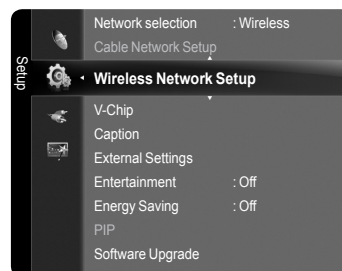 Setup
Network selection : Wireless
Cable Network Setup
Wireless Network Setup
V-Chip
Caption
External Settings
Entertainment : Off
Energy Saving : Off
PIP
Software Upgrade